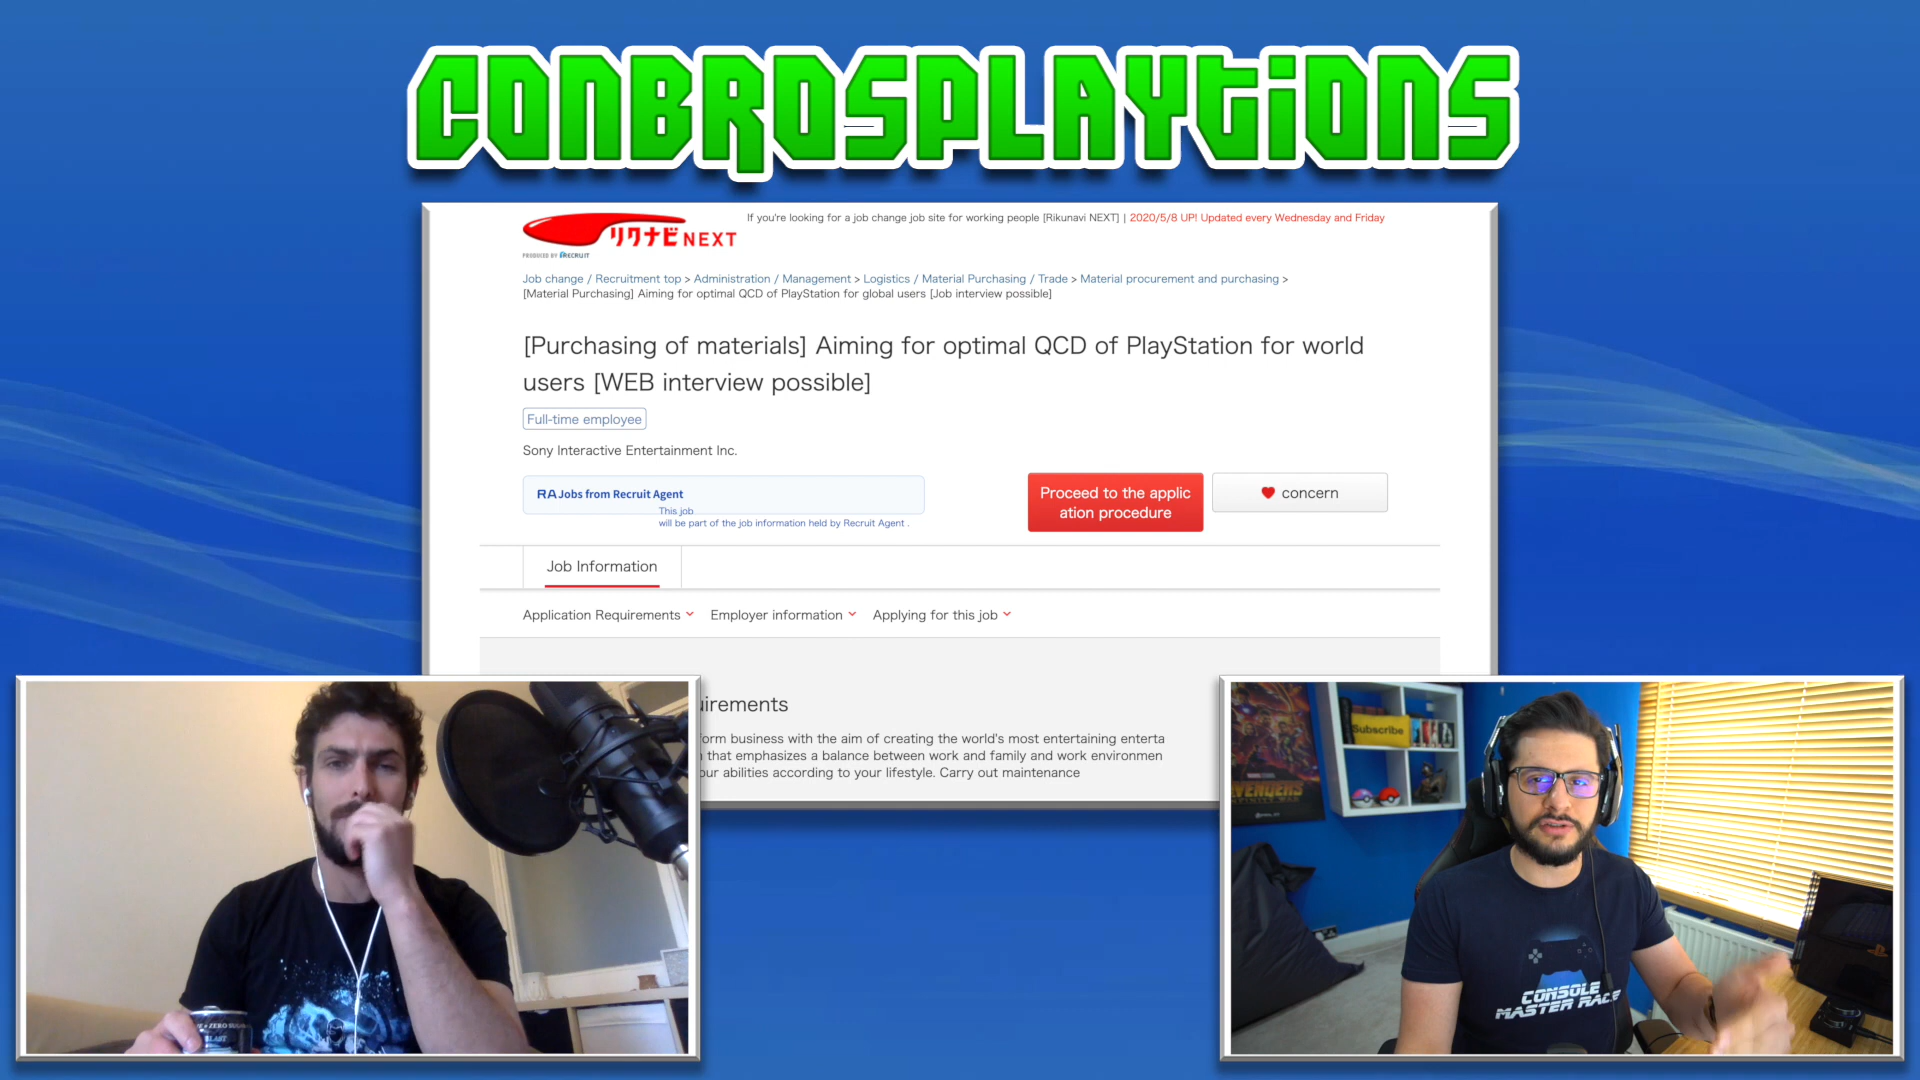 CONBROSPLAYTIONS
リクナビNEXT
PRODUCED BY RECRUIT
If you're looking for a job change job site for working people [Rikunavi NEXT] | 2020/5/8 UP! Updated every Wednesday and Friday
Job change / Recruitment top > Administration / Management > Logistics / Material Purchasing / Trade > Material procurement and purchasing >
[Material Purchasing] Aiming for optimal QCD of PlayStation for global users [Job interview possible]
[Purchasing of materials] Aiming for optimal QCD of PlayStation for world
users [WEB interview possible]
Full-time employee
Sony Interactive Entertainment Inc.
RA Jobs from Recruit Agent
This job
will be part of the job information held by Recruit Agent .
Proceed to the applic
ation procedure
concern
Job Information
Application Requirements
Employer information
Applying for this job
uirements
form business with the aim of creating the world's most entertaining enterta
that emphasizes a balance between work and family and work environmen
our abilities according to your lifestyle. Carry out maintenance
Subscribe
AVENGERS
ZERO SUGAR
CONSOLE
MASTER RACE